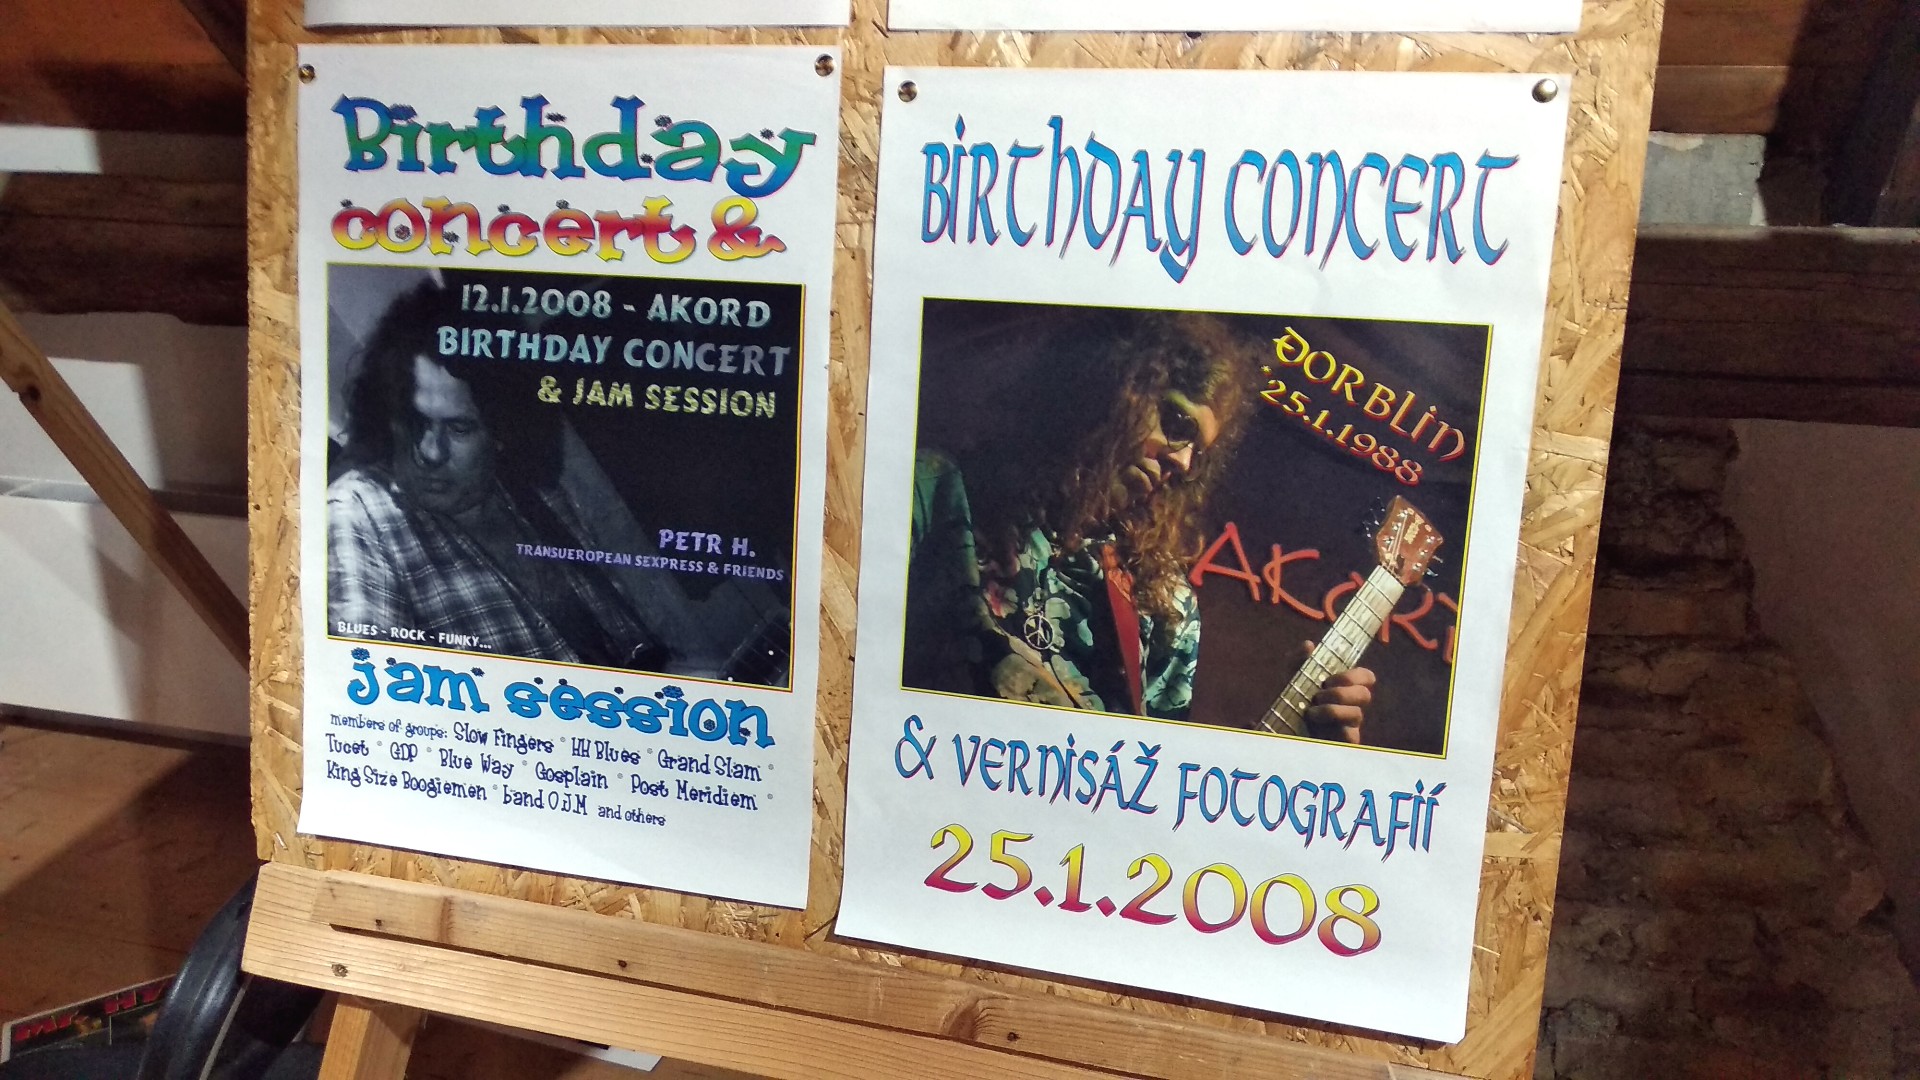 Birthday
concert &
12.1.2008 - AKORD
BIRTHDAY CONCERT
& JAM SESSION
PETR H.
TRANSUEROPEAN SEXPRESS & FRIENDS
BLUES - ROCK - FUNKY...
jam session
members of groups: Slow Fingers * HH Blues * Grand Slam *
Tucet * GDP * Blue Way * Gosplain * Post Meridiem *
King Size Boogiemen * band O.J.M and others
BIRTHDAY CONCERT
ĐORBLIN
*25.1.1988
AKORD
& VERNISÁŽ FOTOGRAFIÍ
25.1.2008